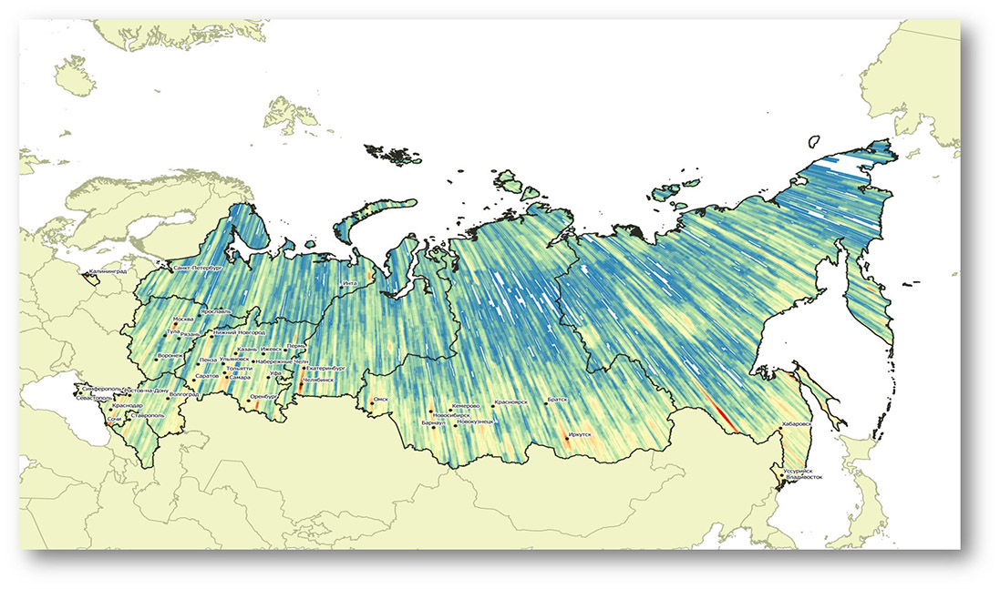 Калининград
Санкт-Петербург
Инта
Ярославль
Москва
Тула
Рязань
Нижний Новгород
Казань
Ижевск
Пермь
Воронеж
Пенза
Ульяновск
Набережные Челн
Екатеринбург
Тольятти
Саратов
Самара
Уфа
Челябинск
Симферополь
Ростов-на-Дону
Севастополь
Волгоград
Оренбург
Краснодар
Сочи
Ставрополь
Омск
Кемерово
Красноярск
Братск
Новосибирск
Барнаул
Новокузнецк
Иркутск
Хабаровск
Уссурийск
Владивосток